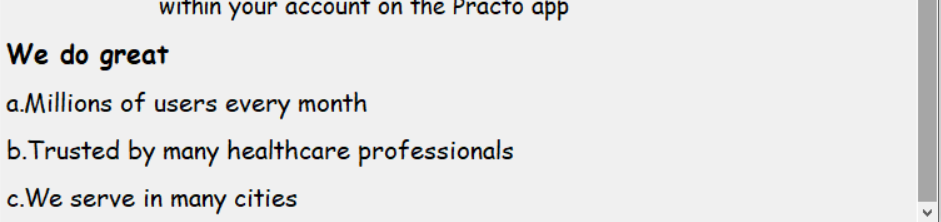 within your account on the Practo app
We do great
a.Millions of users every month
b.Trusted by many healthcare professionals
c.We serve in many cities